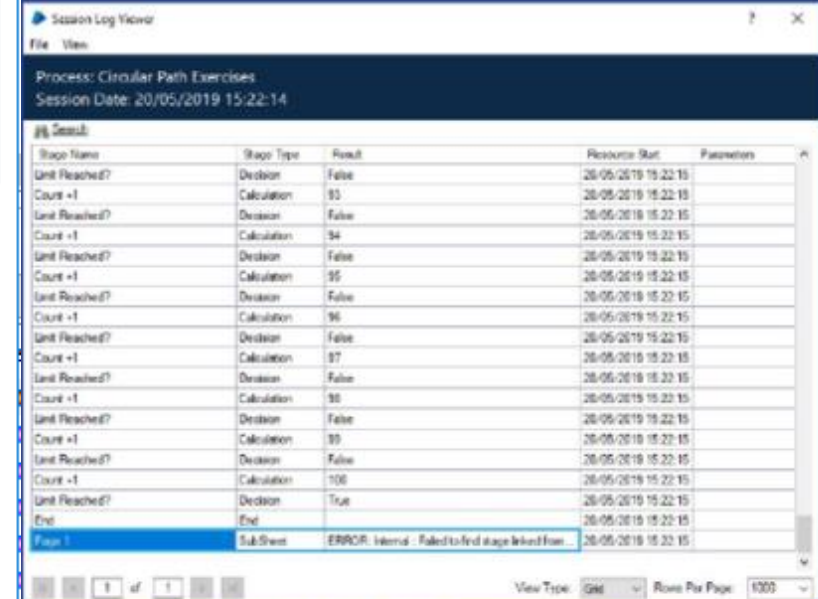 Session Log Viewer ? ×
File View
Process: Circular Path Exercises
Session Date: 20/05/2019 15:22:14
Search
Stage Name Stage Type Result Resource Start Parameters
Limit Reached? Decision False 20/05/2019 15:22:15
Count +1 Calculation 93 20/05/2019 15:22:15
Limit Reached? Decision False 20/05/2019 15:22:15
Count +1 Calculation 94 20/05/2019 15:22:15
Limit Reached? Decision False 20/05/2019 15:22:15
Count +1 Calculation 95 20/05/2019 15:22:15
Limit Reached? Decision False 20/05/2019 15:22:15
Count +1 Calculation 96 20/05/2019 15:22:15
Limit Reached? Decision False 20/05/2019 15:22:15
Count +1 Calculation 97 20/05/2019 15:22:15
Limit Reached? Decision False 20/05/2019 15:22:15
Count +1 Calculation 98 20/05/2019 15:22:15
Limit Reached? Decision False 20/05/2019 15:22:15
Count +1 Calculation 99 20/05/2019 15:22:15
Limit Reached? Decision False 20/05/2019 15:22:15
Count +1 Calculation 100 20/05/2019 15:22:15
Limit Reached? Decision True 20/05/2019 15:22:15
End End 20/05/2019 15:22:15
Page 1 SubSheet ERROR: Internal : Failed to find stage linked from ... 20/05/2019 15:22:15
1 of 1 View Type: Grid Rows Per Page: 1000